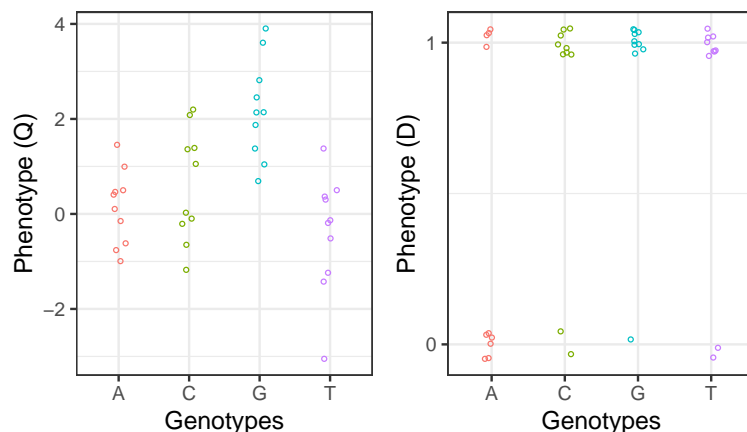 Phenotype (Q)
4
2
0
−2
A C G T
Genotypes
Phenotype (D)
1
0
A C G T
Genotypes